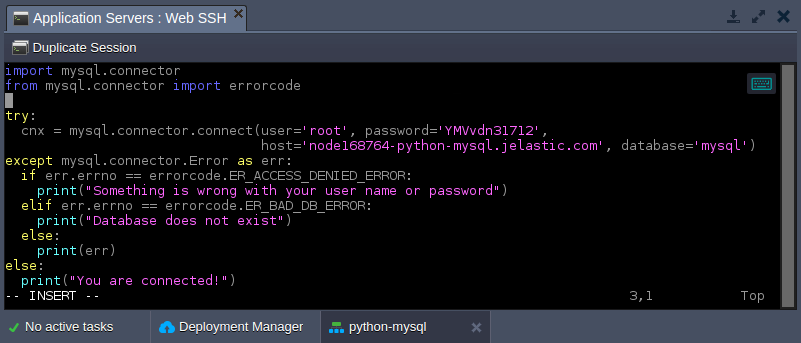 Application Servers : Web SSH
Duplicate Session
import mysql.connector
from mysql.connector import errorcode
try:
  cnx = mysql.connector.connect(user='root', password='YMVvdn31712',
                                host='node168764-python-mysql.jelastic.com', database='mysql')
except mysql.connector.Error as err:
  if err.errno == errorcode.ER_ACCESS_DENIED_ERROR:
    print("Something is wrong with your user name or password")
  elif err.errno == errorcode.ER_BAD_DB_ERROR:
    print("Database does not exist")
  else:
    print(err)
else:
  print("You are connected!")
-- INSERT -- 3,1 Top
No active tasks Deployment Manager python-mysql